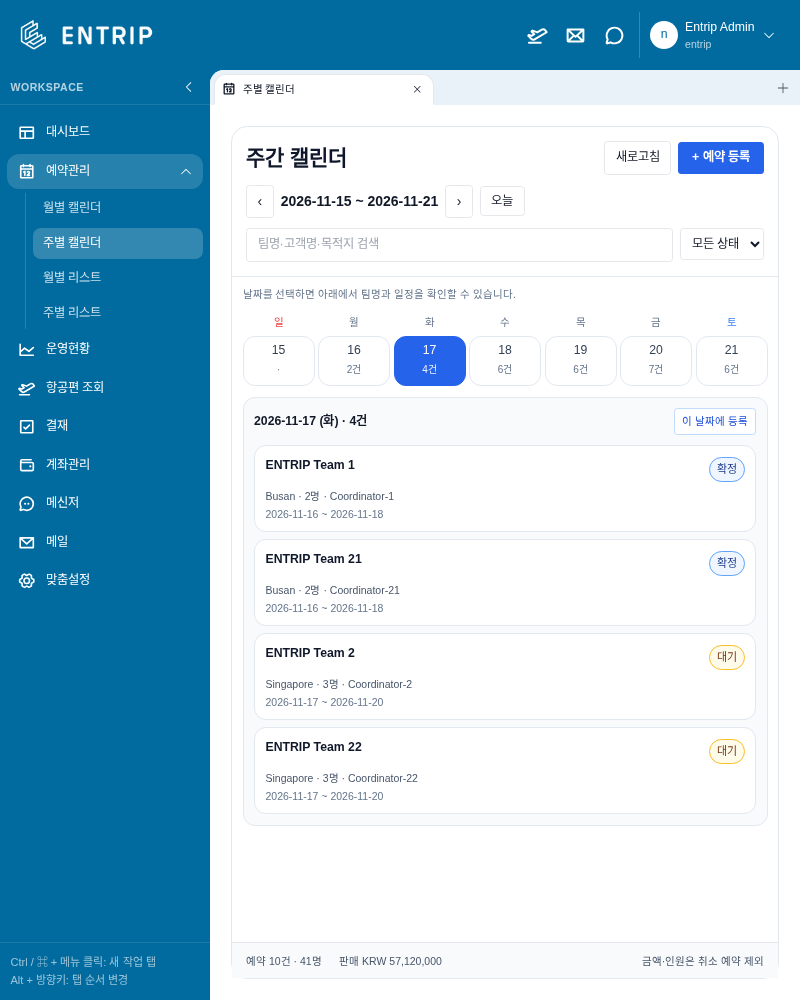 ENTRIP
n
Entrip Admin
entrip
WORKSPACE
대시보드
예약관리
월별 캘린더
주별 캘린더
월별 리스트
주별 리스트
운영현황
항공편 조회
결재
계좌관리
메신저
메일
맞춤설정
Ctrl / ⌘ + 메뉴 클릭: 새 작업 탭
Alt + 방향키: 탭 순서 변경
주별 캘린더
주간 캘린더
새로고침
+ 예약 등록
‹ 2026-11-15 ~ 2026-11-21 › 오늘
팀명·고객명·목적지 검색
모든 상태
날짜를 선택하면 아래에서 팀명과 일정을 확인할 수 있습니다.
일 월 화 수 목 금 토
15 16 17 18 19 20 21
· 2건 4건 6건 6건 7건 6건
2026-11-17 (화) · 4건
이 날짜에 등록
ENTRIP Team 1
확정
Busan · 2명 · Coordinator-1
2026-11-16 ~ 2026-11-18
ENTRIP Team 21
확정
Busan · 2명 · Coordinator-21
2026-11-16 ~ 2026-11-18
ENTRIP Team 2
대기
Singapore · 3명 · Coordinator-2
2026-11-17 ~ 2026-11-20
ENTRIP Team 22
대기
Singapore · 3명 · Coordinator-22
2026-11-17 ~ 2026-11-20
예약 10건 · 41명 판매 KRW 57,120,000
금액·인원은 취소 예약 제외